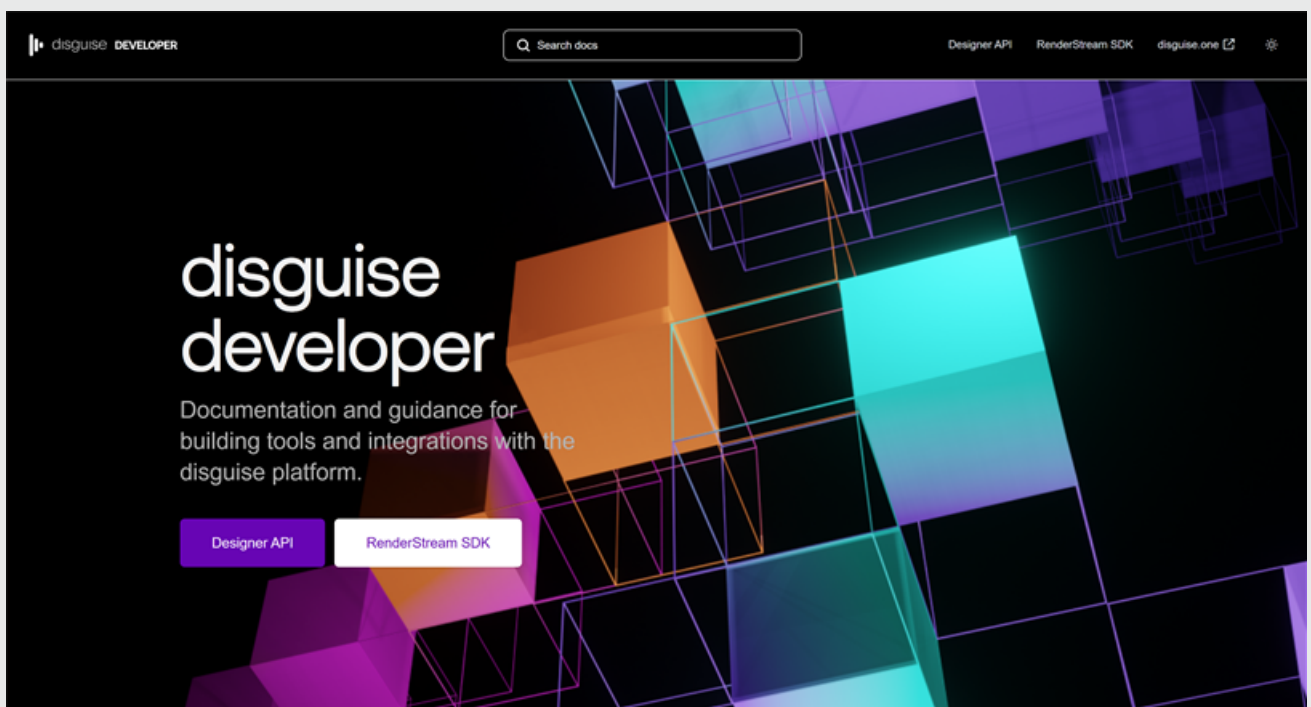 disguise DEVELOPER
Search docs
Designer API
RenderStream SDK
disguise.one
disguise
developer
Documentation and guidance for
building tools and integrations with the
disguise platform.
Designer API
RenderStream SDK